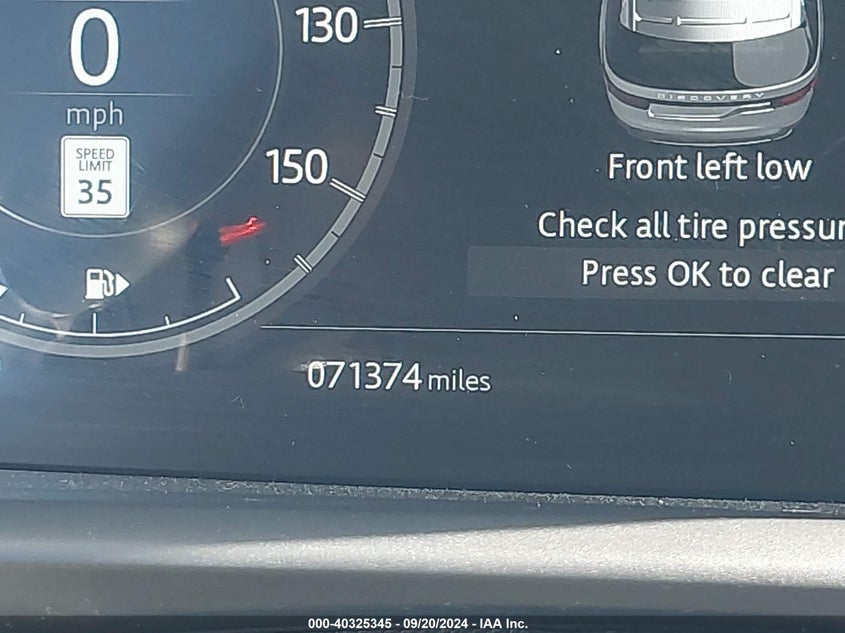 0
mph
SPEED
LIMIT
35
130
150
DISCOVERY
Front left low
Check all tire pressur
Press OK to clear
071374 miles
000-40325345 - 09/20/2024 - IAA Inc.